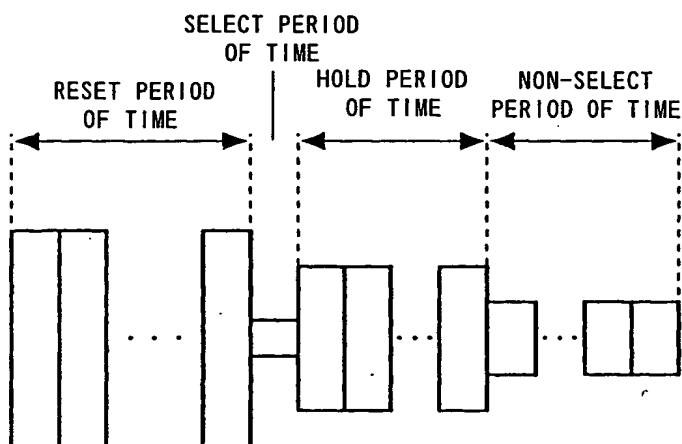 SELECT PERIOD
OF TIME
RESET PERIOD
OF TIME
HOLD PERIOD
OF TIME
NON-SELECT
PERIOD OF TIME